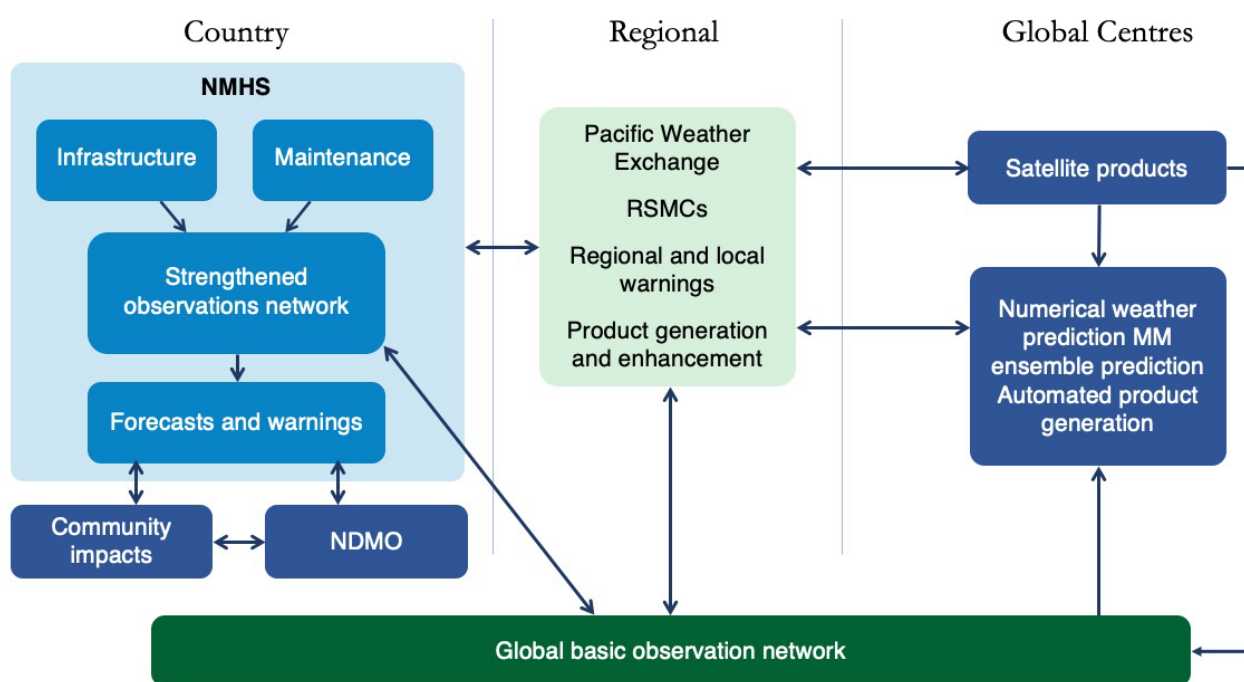 Country
Regional
Global Centres
NMHS
Infrastructure
Maintenance
Strengthened
observations network
Forecasts and warnings
Community
impacts
NDMO
Pacific Weather
Exchange
RSMCs
Regional and local
warnings
Product generation
and enhancement
Satellite products
Numerical weather
prediction MM
ensemble prediction
Automated product
generation
Global basic observation network